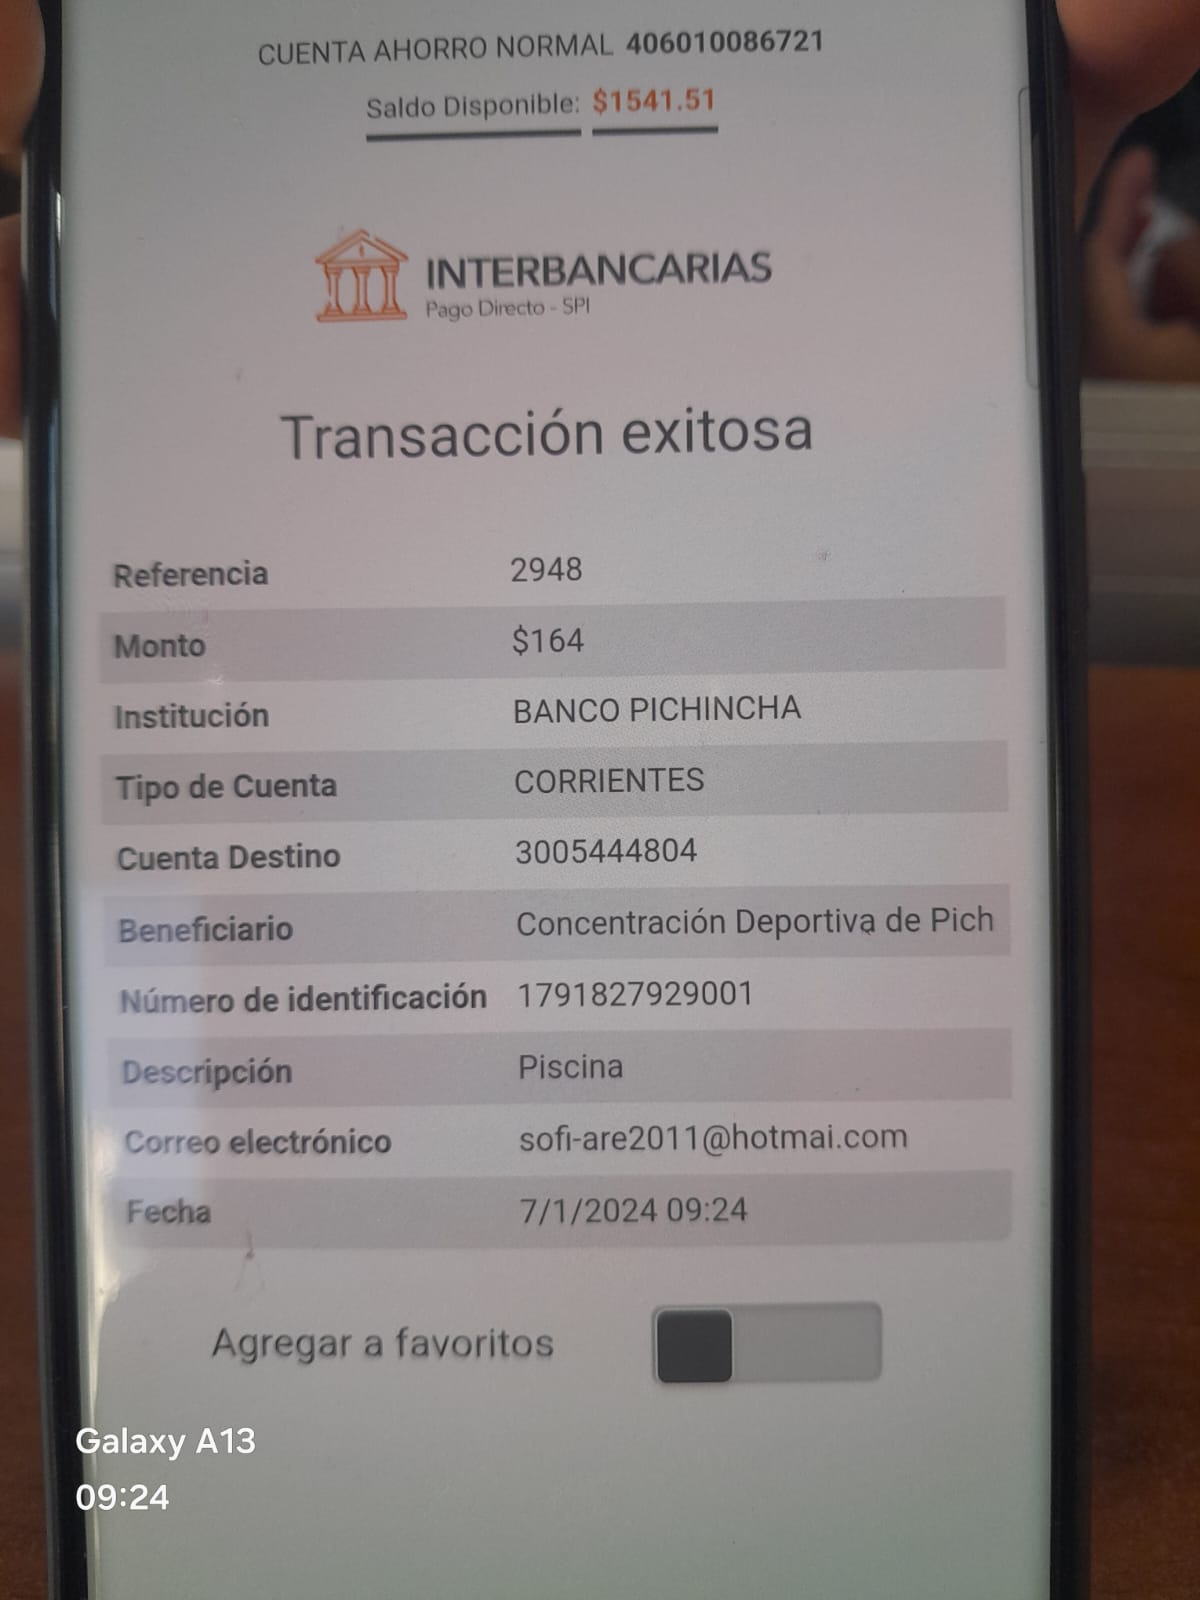 CUENTA AHORRO NORMAL 406010086721
Saldo Disponible: $1541.51
INTERBANCARIAS
Pago Directo - SPI
Transacción exitosa
Referencia 2948
Monto $164
Institución BANCO PICHINCHA
Tipo de Cuenta CORRIENTES
Cuenta Destino 3005444804
Beneficiario Concentración Deportiva de Pich
Número de identificación 1791827929001
Descripción Piscina
Correo electrónico sofi-are2011@hotmai.com
Fecha 7/1/2024 09:24
Agregar a favoritos
Galaxy A13
09:24